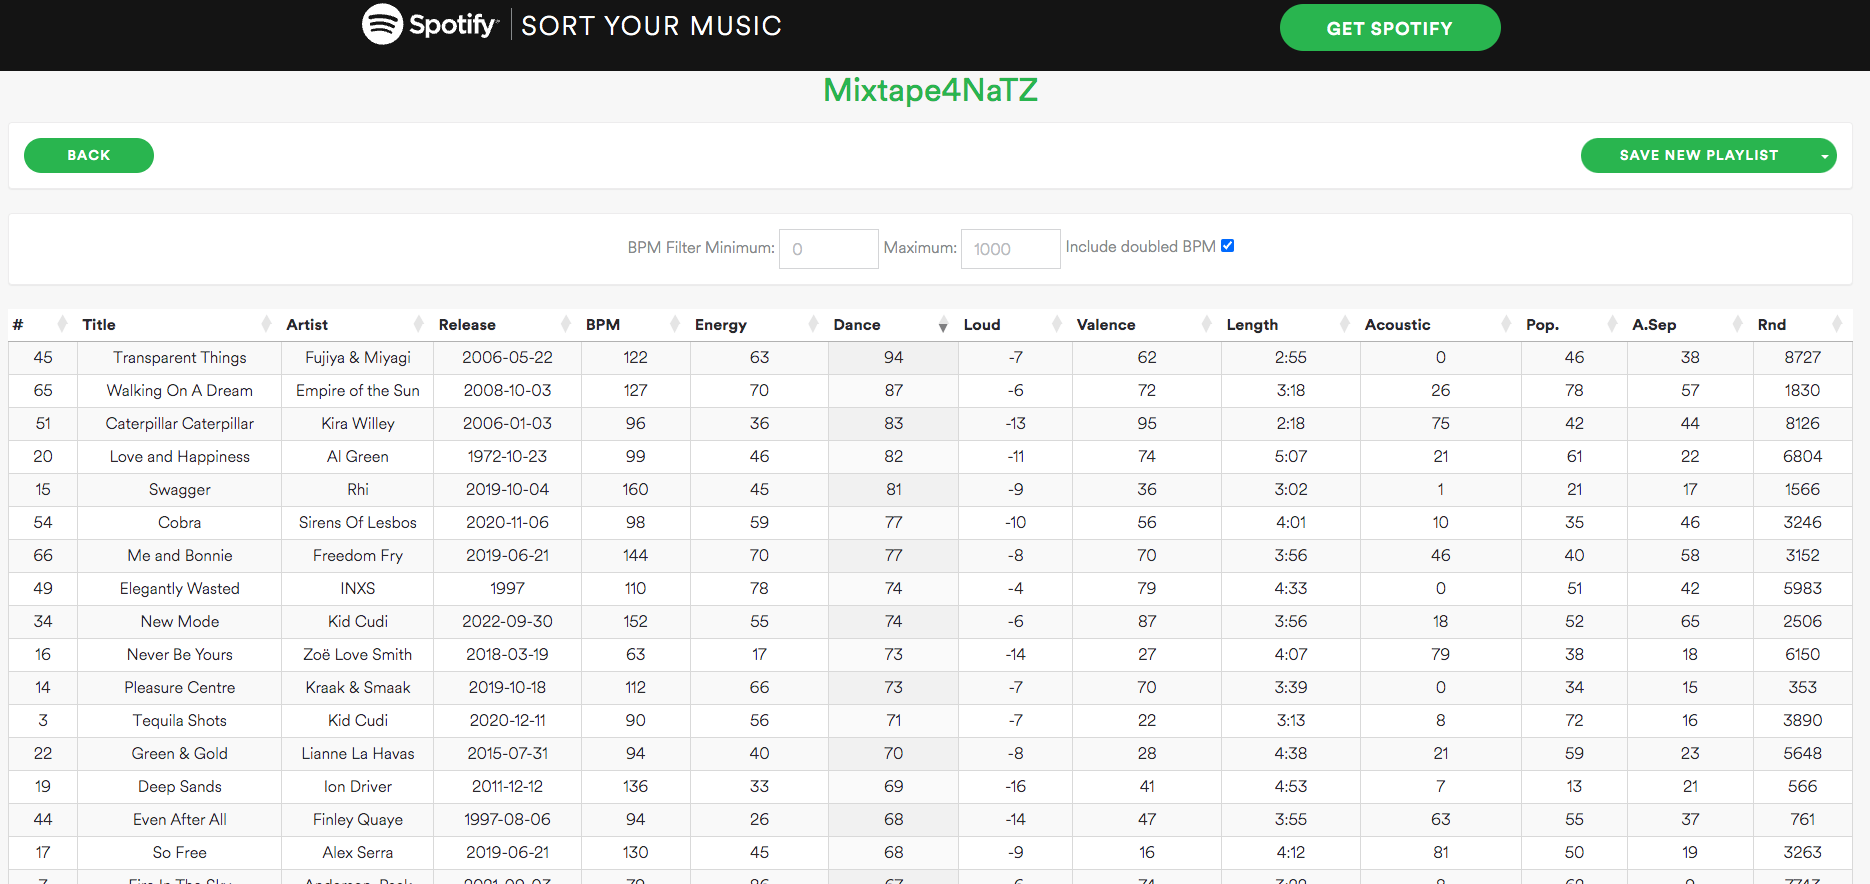 Spotify SORT YOUR MUSIC GET SPOTIFY
Mixtape4NaTZ
BACK SAVE NEW PLAYLIST
BPM Filter Minimum: 0 Maximum: 1000 Include doubled BPM
# Title Artist Release BPM Energy Dance Loud Valence Length Acoustic Pop. A.Sep Rnd
45 Transparent Things Fujiya & Miyagi 2006-05-22 122 63 94 -7 62 2:55 0 46 38 8727
65 Walking On A Dream Empire of the Sun 2008-10-03 127 70 87 -6 72 3:18 26 78 57 1830
51 Caterpillar Caterpillar Kira Willey 2006-01-03 96 36 83 -13 95 2:18 75 42 44 8126
20 Love and Happiness Al Green 1972-10-23 99 46 82 -11 74 5:07 21 61 22 6804
15 Swagger Rhi 2019-10-04 160 45 81 -9 36 3:02 1 21 17 1566
54 Cobra Sirens Of Lesbos 2020-11-06 98 59 77 -10 56 4:01 10 35 46 3246
66 Me and Bonnie Freedom Fry 2019-06-21 144 70 77 -8 70 3:56 46 40 58 3152
49 Elegantly Wasted INXS 1997 110 78 74 -4 79 4:33 0 51 42 5983
34 New Mode Kid Cudi 2022-09-30 152 55 74 -6 87 3:56 18 52 65 2506
16 Never Be Yours Zoë Love Smith 2018-03-19 63 17 73 -14 27 4:07 79 38 18 6150
14 Pleasure Centre Kraak & Smaak 2019-10-18 112 66 73 -7 70 3:39 0 34 15 353
3 Tequila Shots Kid Cudi 2020-12-11 90 56 71 -7 22 3:13 8 72 16 3890
22 Green & Gold Lianne La Havas 2015-07-31 94 40 70 -8 28 4:38 21 59 23 5648
19 Deep Sands Ion Driver 2011-12-12 136 33 69 -16 41 4:53 7 13 21 566
44 Even After All Finley Quaye 1997-08-06 94 26 68 -14 47 3:55 63 55 37 761
17 So Free Alex Serra 2019-06-21 130 45 68 -9 16 4:12 81 50 19 3263